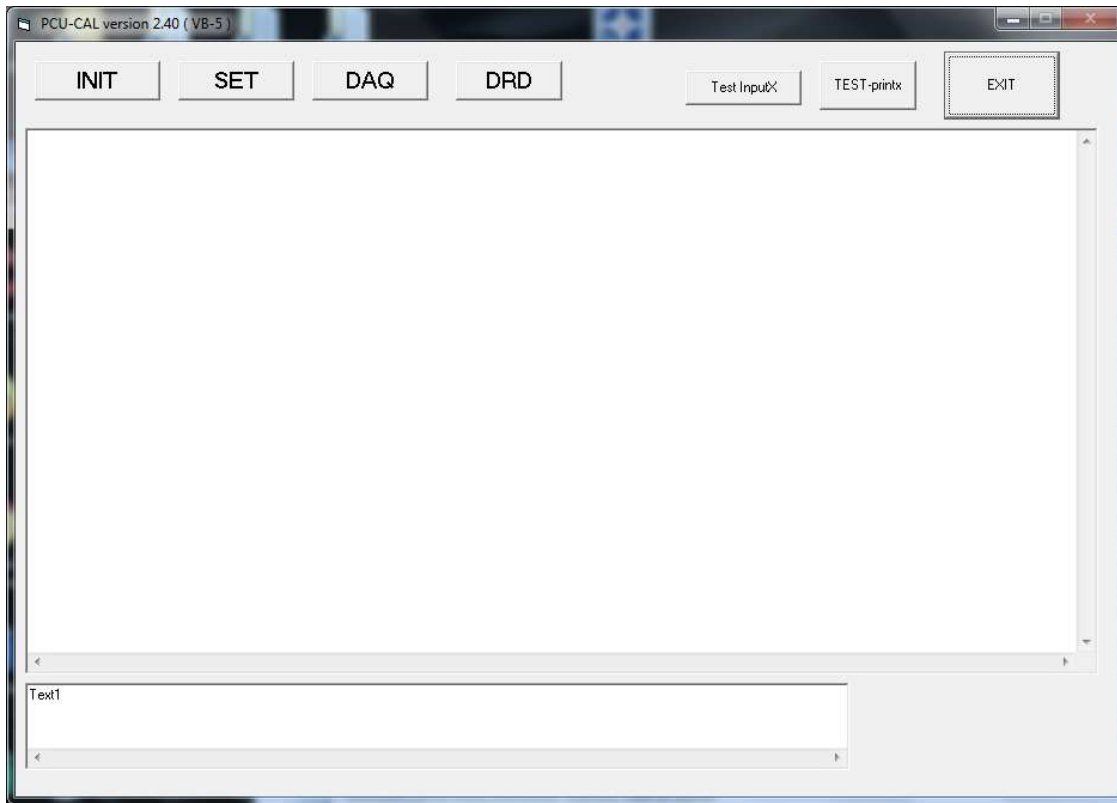 PCU-CAL version 2.40 ( VB-5 )
INIT SET DAQ DRD Test InputX TEST-printx EXIT
Text1